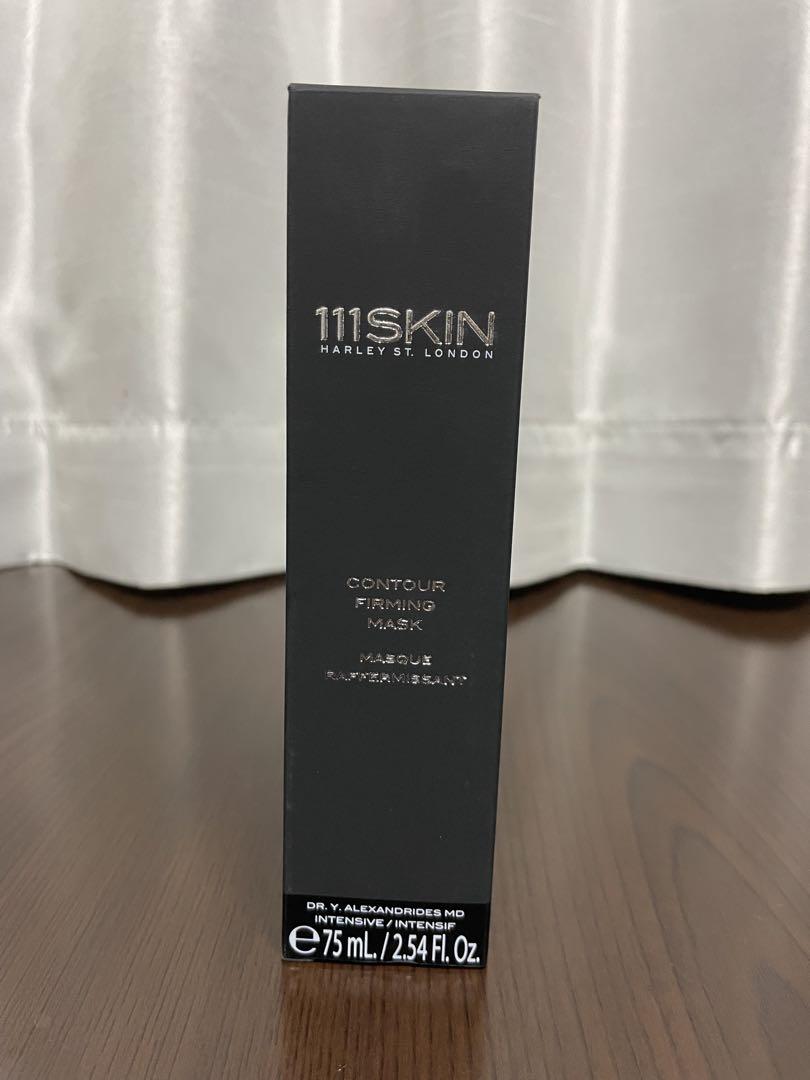 111SKIN
HARLEY ST. LONDON
CONTOUR
FIRMING
MASK
MASQUE
RAFFERMISSANT
DR. Y. ALEXANDRIDES MD
INTENSIVE / INTENSIF
℮75 mL. / 2.54 Fl. Oz.